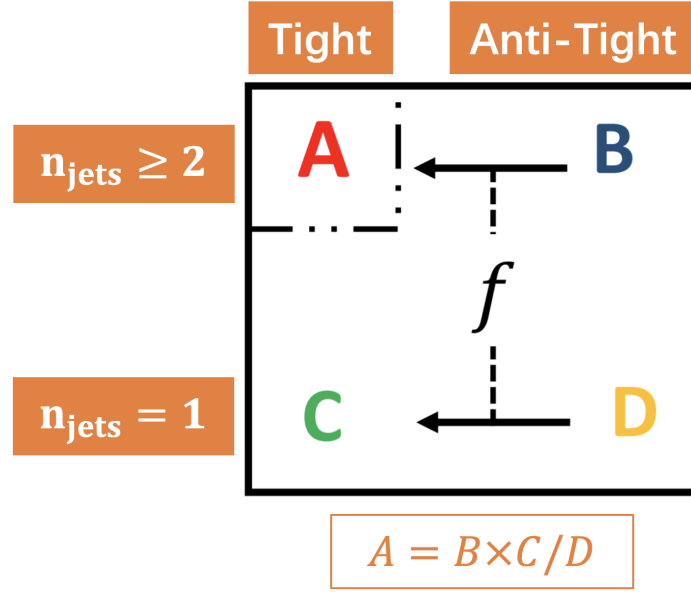 Tight Anti-Tight
n_jets ≥ 2 A B
f
n_jets = 1 C D
A = B×C/D